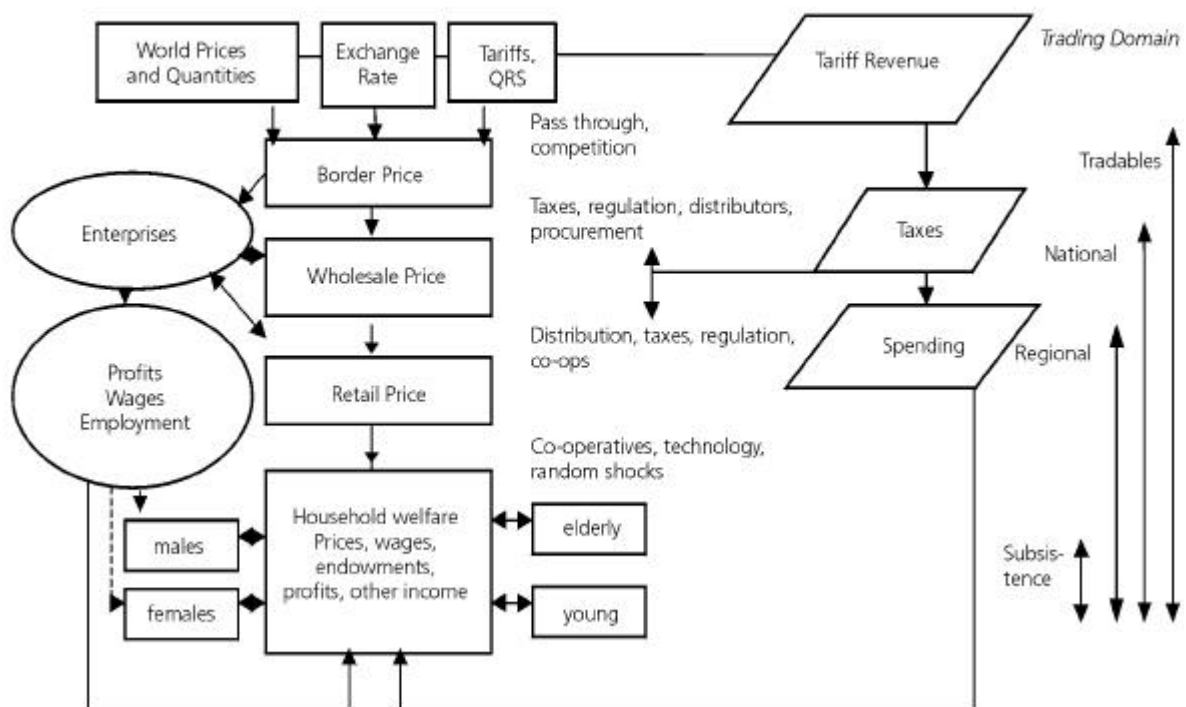 World Prices
and Quantities
Exchange
Rate
Tariffs,
QRS
Tariff Revenue
Trading Domain
Pass through,
competition
Tradables
Border Price
Taxes, regulation, distributors,
procurement
Taxes
Enterprises
National
Wholesale Price
Distribution, taxes, regulation,
co-ops
Spending
Regional
Profits
Wages
Employment
Retail Price
Co-operatives, technology,
random shocks
Household welfare
Prices, wages,
endowments,
profits, other income
males
females
elderly
young
Subsis-
tence